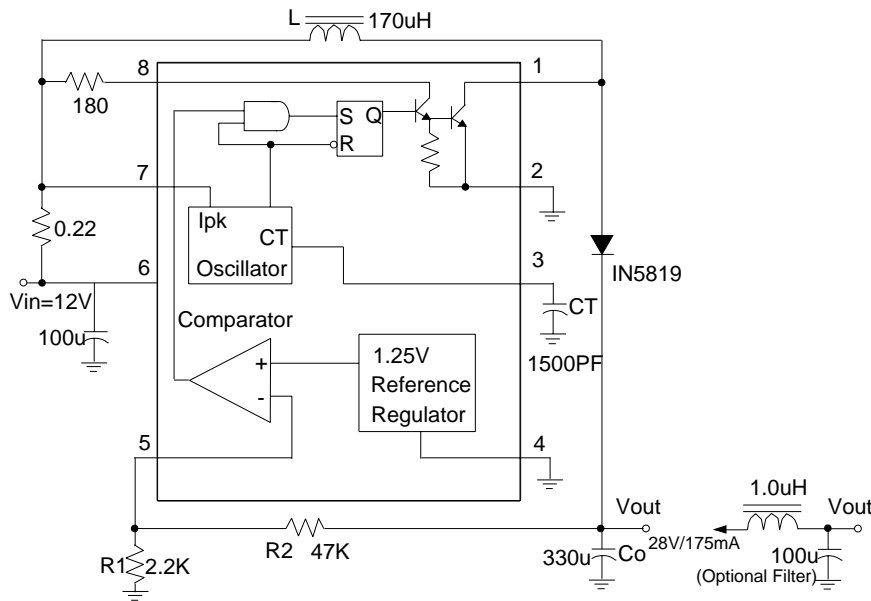 L 170uH
8 1
180
S Q
R
7 2
Ipk
0.22
CT
Oscillator
3
6
IN5819
Vin=12V
CT
100u
Comparator
1500PF
+
-
1.25V
Reference
Regulator
5 4
Vout
1.0uH
Vout
R2 47K
28V/175mA
R1 2.2K
330u Co
100u
(Optional Filter)